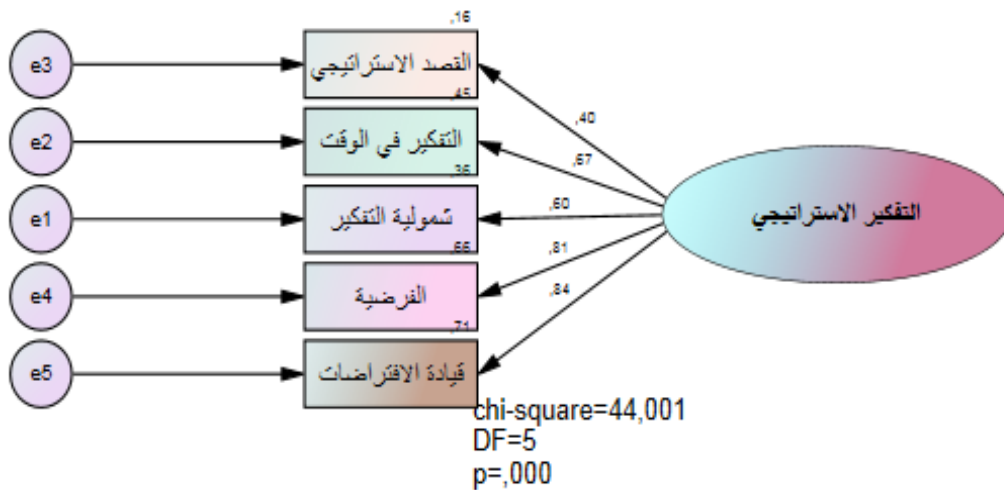 ,16
e3
القصد الاستراتيجي
,40
,45
e2
التفكير في الوقت
,67
,36
e1
شمولية التفكير
,60
التفكير الاستراتيجي
,66
e4
الفرضية
,81
,71
e5
قيادة الافتراضات
,84
chi-square=44,001
DF=5
p=,000